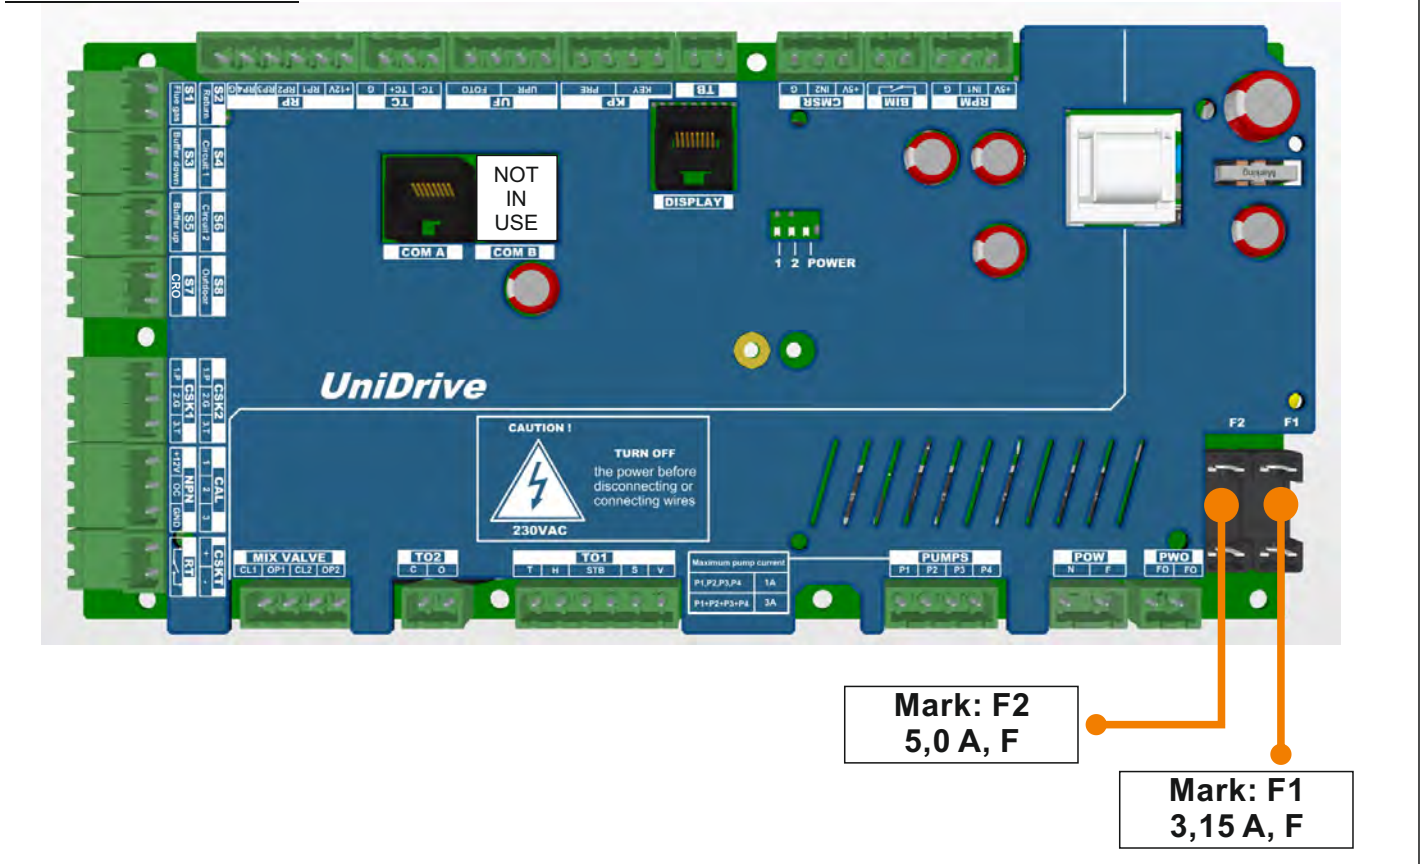 +12V RP1 RP2 RP3 RP4 G
RP
G TC+ TC-
TC
FOTO UPR
UF
PRE KEY
KP
TB
G IN2 +5V
CMSR
BIM
G IN1 +5V
RPM
S1 S2
Flue gas Return
S3 S4
Buffer down Circuit 1
S5 S6
Buffer up Circuit 2
S7 S8
CRO Outdoor
NOT
IN
USE
COM A COM B
DISPLAY
1 2 POWER
Marking
UniDrive
CSK1 CSK2
1.P 2.G 3.T 1.P 2.G 3.T
NPN CAL
+12V OC GND 1 2 3
RT CSKT
+ -
CAUTION !
TURN OFF
the power before
disconnecting or
connecting wires
230VAC
F2 F1
MIX VALVE
CL1 OP1 CL2 OP2
TO2
C O
TO1
T H STB S V
Maximum pump current
P1,P2,P3,P4 1A
P1+P2+P3+P4 3A
PUMPS
P1 P2 P3 P4
POW
N F
PWO
FO FO
Mark: F2
5,0 A, F
Mark: F1
3,15 A, F